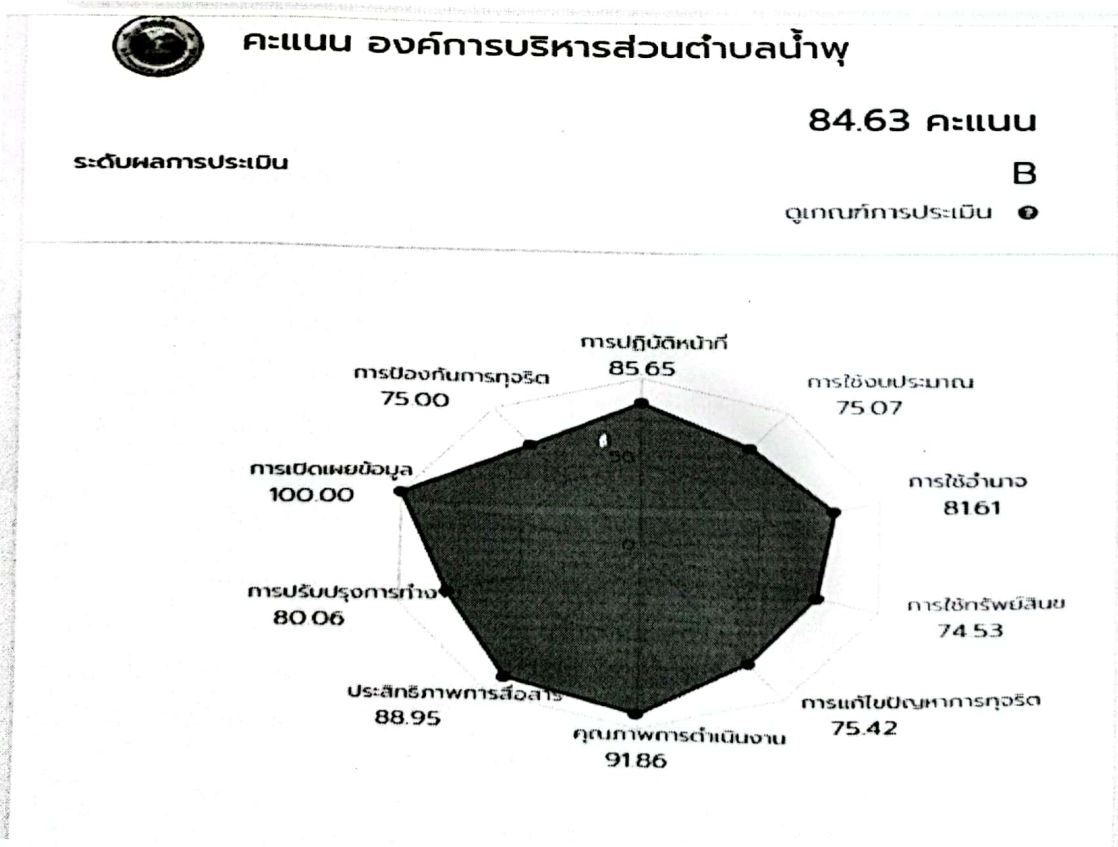 คะแนน องค์การบริหารส่วนตำบลน้ำพุ
84.63 คะแนน
ระดับผลการประเมิน
B
ดูเกณฑ์การประเมิน ?
การปฏิบัติหน้าที่
85.65
การป้องกันการทุจริต
75.00
การใช้งบประมาณ
75.07
50
การเปิดเผยข้อมูล
100.00
การใช้อำนาจ
81.61
0
การปรับปรุงการทำง
80.06
การใช้ทรัพย์สินข
74.53
ประสิทธิภาพการสื่อสาร
88.95
การแก้ไขปัญหาการทุจริต
75.42
คุณภาพการดำเนินงาน
91.86